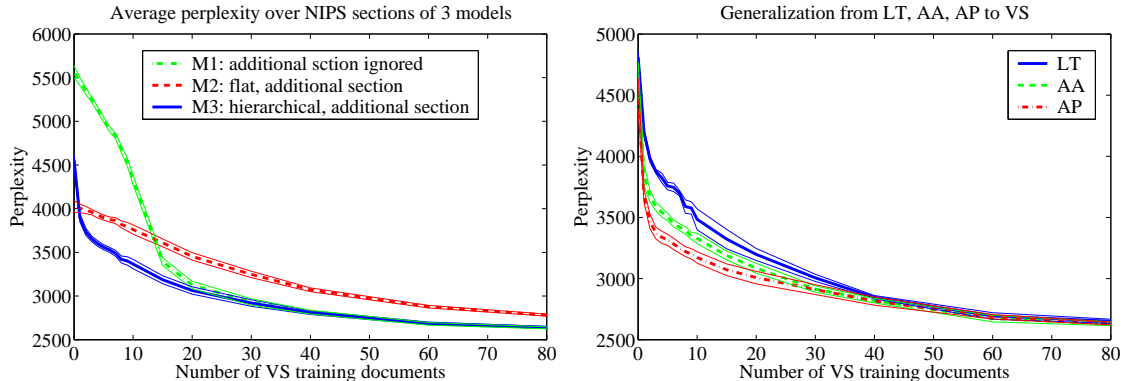 Average perplexity over NIPS sections of 3 models
6000
5500
5000
4500
4000
3500
3000
2500
Perplexity
M1: additional sction ignored
M2: flat, additional section
M3: hierarchical, additional section
0 10 20 30 40 50 60 70 80
Number of VS training documents
Generalization from LT, AA, AP to VS
5000
4500
4000
3500
3000
2500
Perplexity
LT
AA
AP
0 10 20 30 40 50 60 70 80
Number of VS training documents